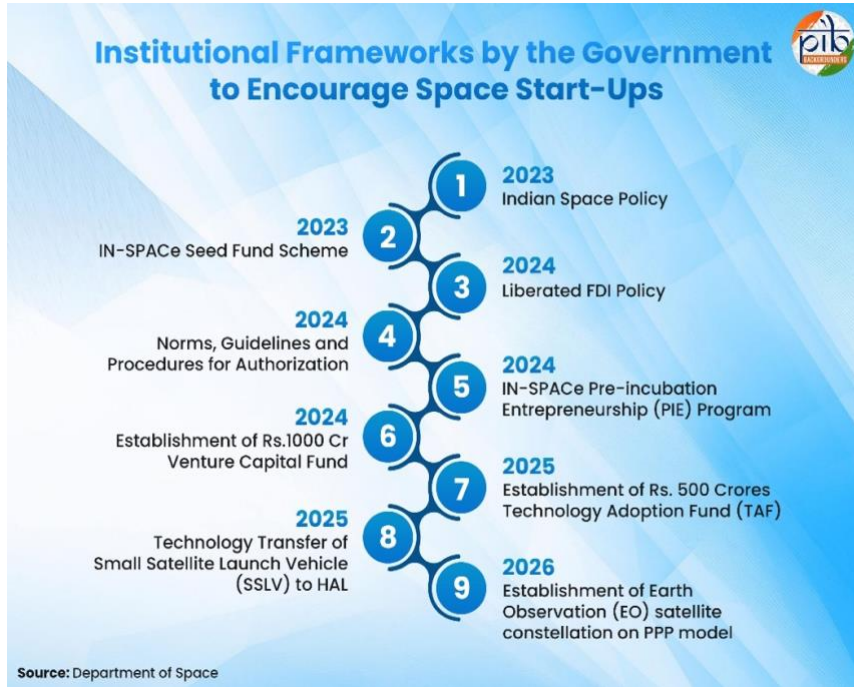 pib
BACKGROUNDERS
Institutional Frameworks by the Government
to Encourage Space Start-Ups
1
2023
Indian Space Policy
2023
IN-SPACe Seed Fund Scheme
2
3
2024
Liberated FDI Policy
2024
Norms, Guidelines and
Procedures for Authorization
4
5
2024
IN-SPACe Pre-incubation
Entrepreneurship (PIE) Program
2024
Establishment of Rs.1000 Cr
Venture Capital Fund
6
7
2025
Establishment of Rs. 500 Crores
Technology Adoption Fund (TAF)
2025
Technology Transfer of
Small Satellite Launch Vehicle
(SSLV) to HAL
8
9
2026
Establishment of Earth
Observation (EO) satellite
constellation on PPP model
Source: Department of Space